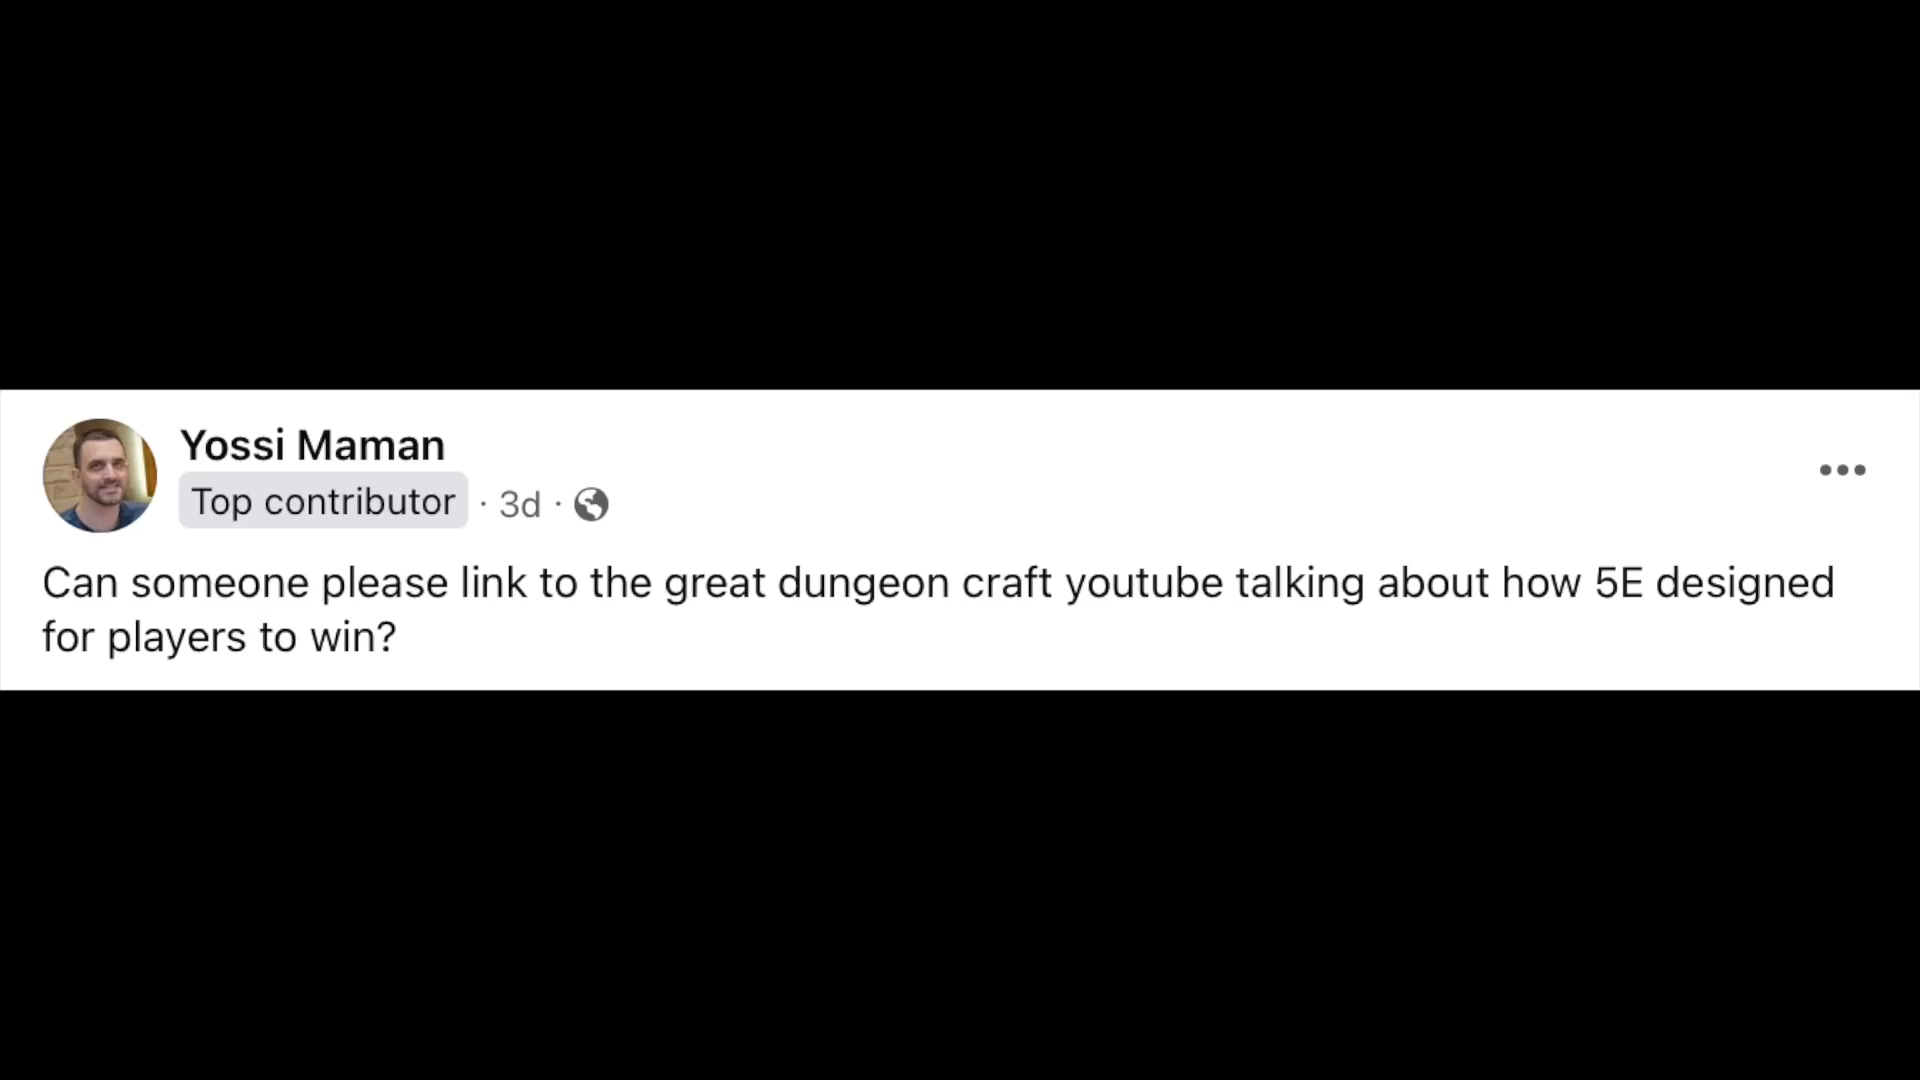 Yossi Maman
Top contributor · 3d ·
Can someone please link to the great dungeon craft youtube talking about how 5E designed
for players to win?